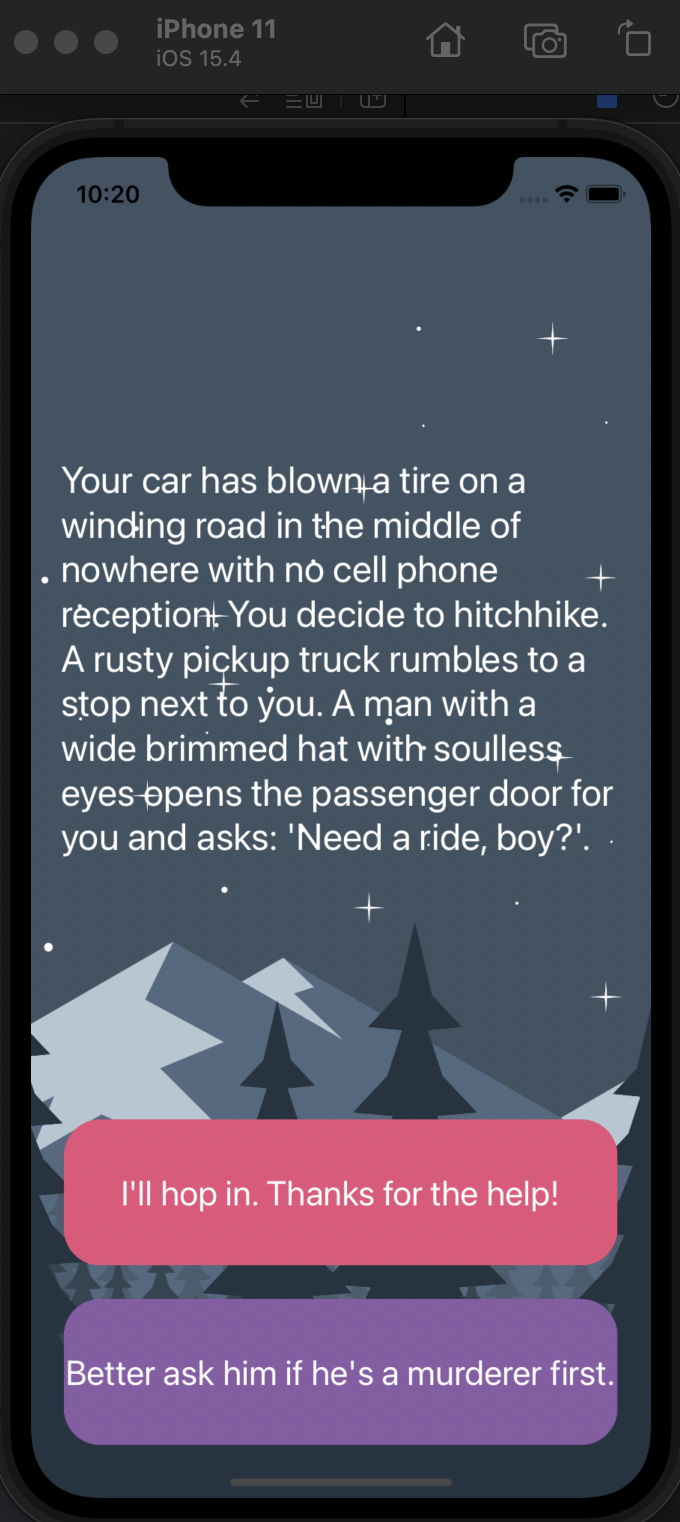 iPhone 11
iOS 15.4
10:20
Your car has blown a tire on a
winding road in the middle of
nowhere with no cell phone
reception. You decide to hitchhike.
A rusty pickup truck rumbles to a
stop next to you. A man with a
wide brimmed hat with soulless
eyes opens the passenger door for
you and asks: 'Need a ride, boy?'.
I'll hop in. Thanks for the help!
Better ask him if he's a murderer first.